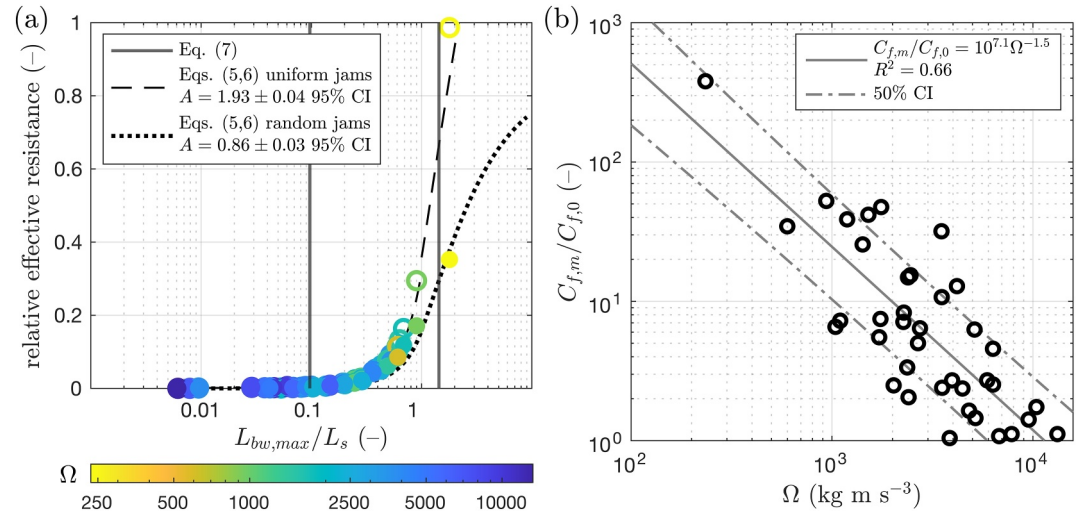 (a)
relative effective resistance (–)
1
0.8
0.6
0.4
0.2
0
Eq. (7)
Eqs. (5,6) uniform jams
A = 1.93 ± 0.04 95% CI
Eqs. (5,6) random jams
A = 0.86 ± 0.03 95% CI
0.01 0.1 1
L_{bw,max}/L_s (–)
Ω
250 500 1000 2500 5000 10000
(b)
C_{f,m}/C_{f,0} (–)
10^3
10^2
10^1
10^0
C_{f,m}/C_{f,0} = 10^{7.1}Ω^{−1.5}
R^2 = 0.66
50% CI
10^2 10^3 10^4
Ω (kg m s^{−3})